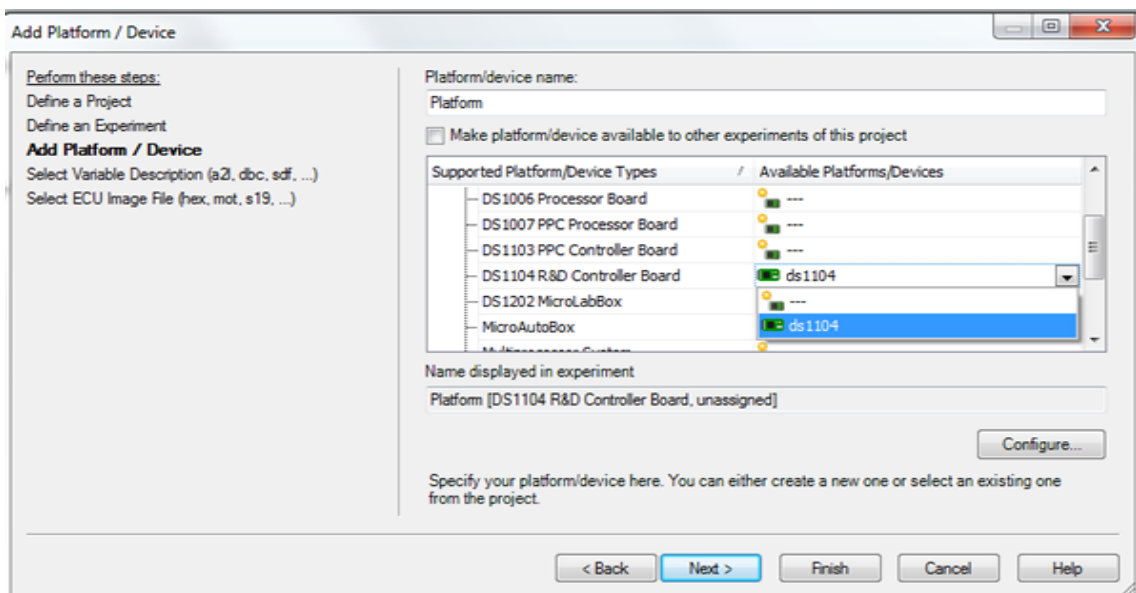 Add Platform / Device
Perform these steps:
Define a Project
Define an Experiment
Add Platform / Device
Select Variable Description (a2l, dbc, sdf, ...)
Select ECU Image File (hex, mot, s19, ...)
Platform/device name:
Platform
Make platform/device available to other experiments of this project
Supported Platform/Device Types / Available Platforms/Devices
DS1006 Processor Board ---
DS1007 PPC Processor Board ---
DS1103 PPC Controller Board ---
DS1104 R&D Controller Board ds1104
DS1202 MicroLabBox ---
MicroAutoBox ds1104
Name displayed in experiment
Platform [DS1104 R&D Controller Board, unassigned]
Configure...
Specify your platform/device here. You can either create a new one or select an existing one
from the project.
< Back Next > Finish Cancel Help